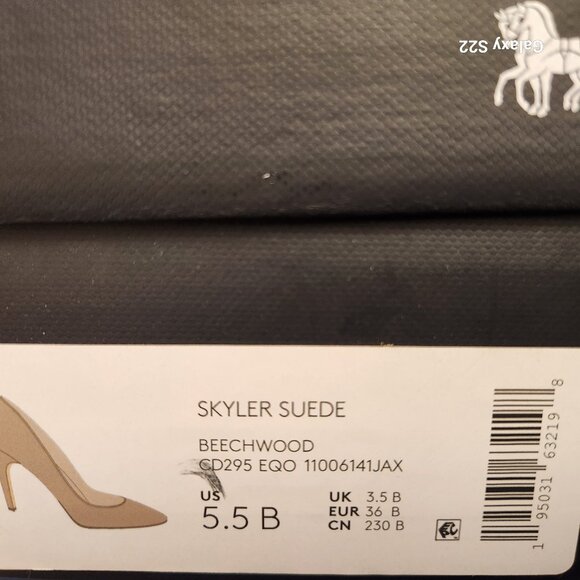 Galaxy S22
SKYLER SUEDE
BEECHWOOD
CD295 EQO 11006141JAX
US
5.5 B
UK 3.5 B
EUR 36 B
CN 230 B
1 95031 63219 8